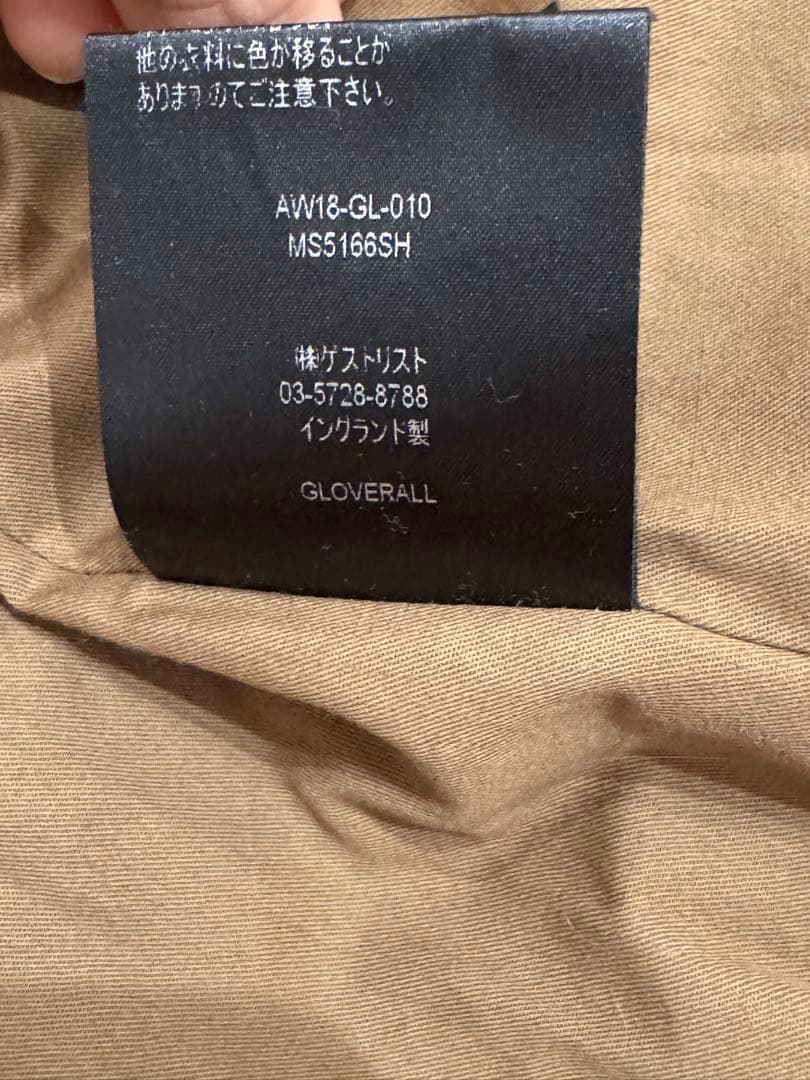 他の衣料に色が移ることが
ありますのでご注意下さい。
AW18-GL-010
MS5166SH
㈱ゲストリスト
03-5728-8788
イングランド製
GLOVERALL